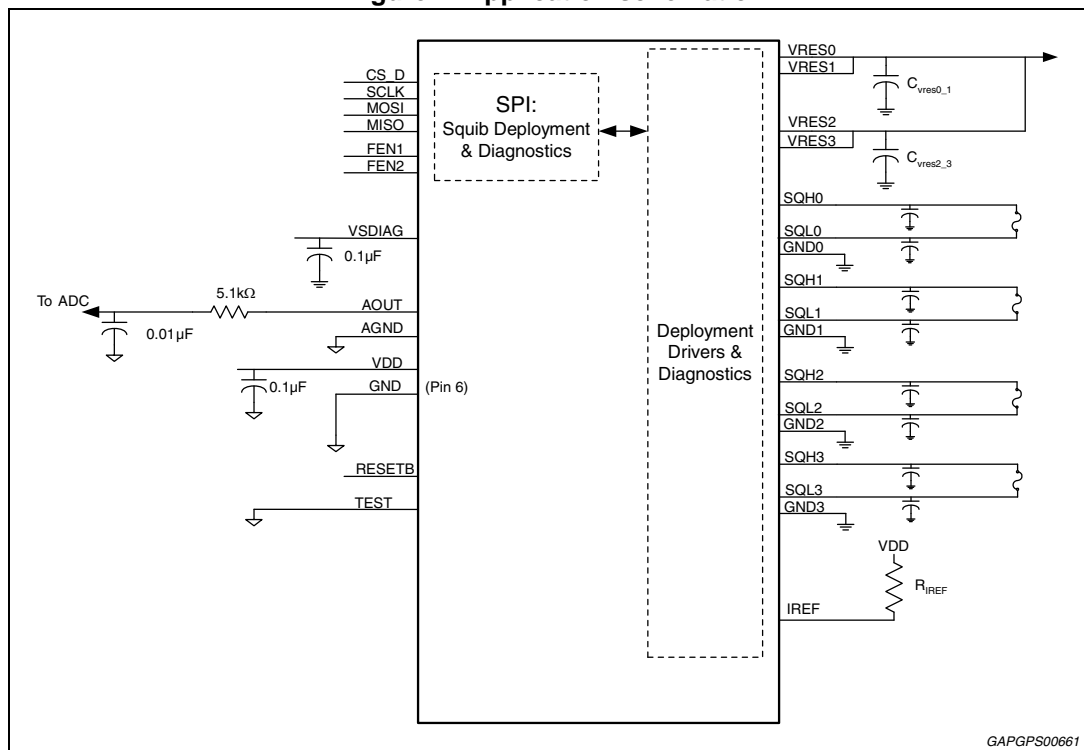 CS_D
SCLK
MOSI
MISO
FEN1
FEN2
SPI:
Squib Deployment
& Diagnostics
VSDIAG
0.1µF
To ADC
5.1kΩ
0.01µF
AOUT
AGND
VDD
0.1µF
GND
(Pin 6)
RESETB
TEST
Deployment
Drivers &
Diagnostics
VRES0
VRES1
Cvres0_1
VRES2
VRES3
Cvres2_3
SQH0
SQL0
GND0
SQH1
SQL1
GND1
SQH2
SQL2
GND2
SQH3
SQL3
GND3
VDD
RIREF
IREF
GAPGPS00661